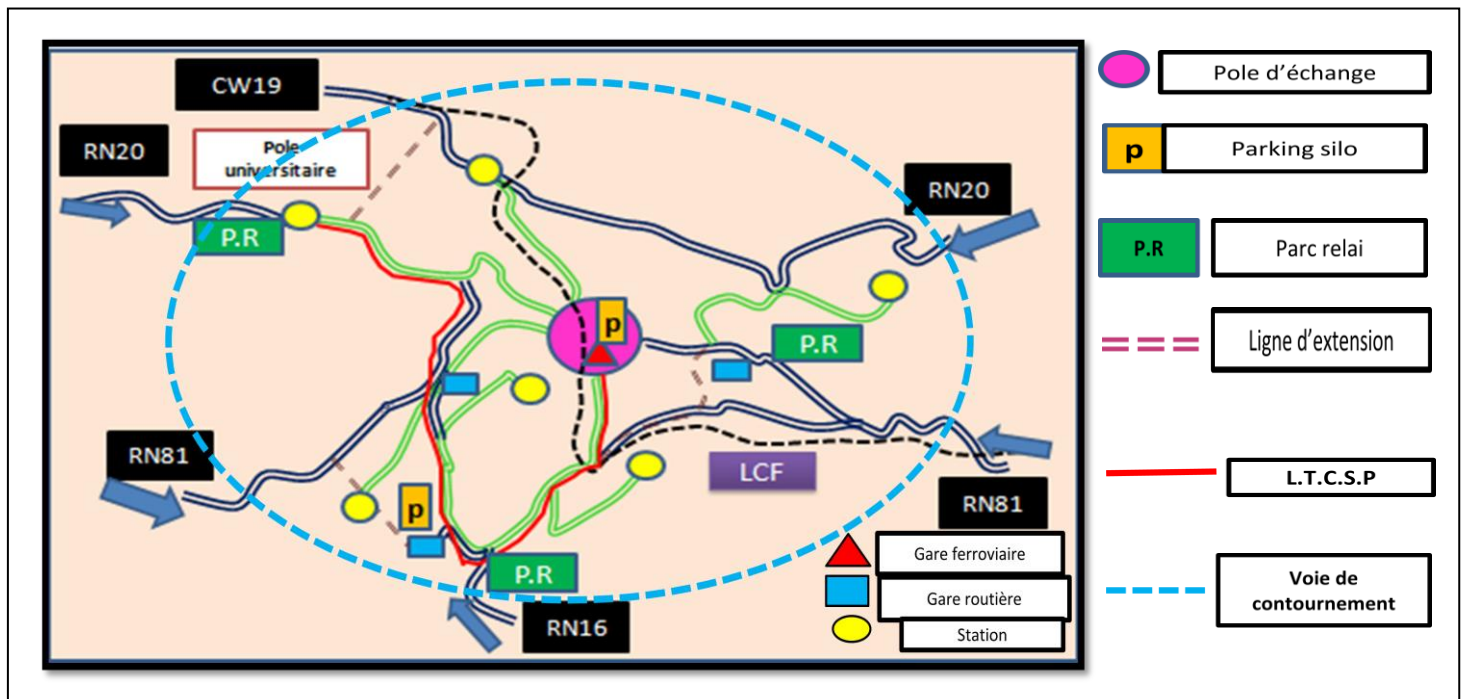 CW19
RN20
Pole
universitaire
P.R
RN20
p
P.R
RN81
LCF
RN81
p
P.R
RN16
Gare ferroviaire
Gare routière
Station
Pole d'échange
p
Parking silo
P.R
Parc relai
Ligne d'extension
L.T.C.S.P
Voie de
contournement